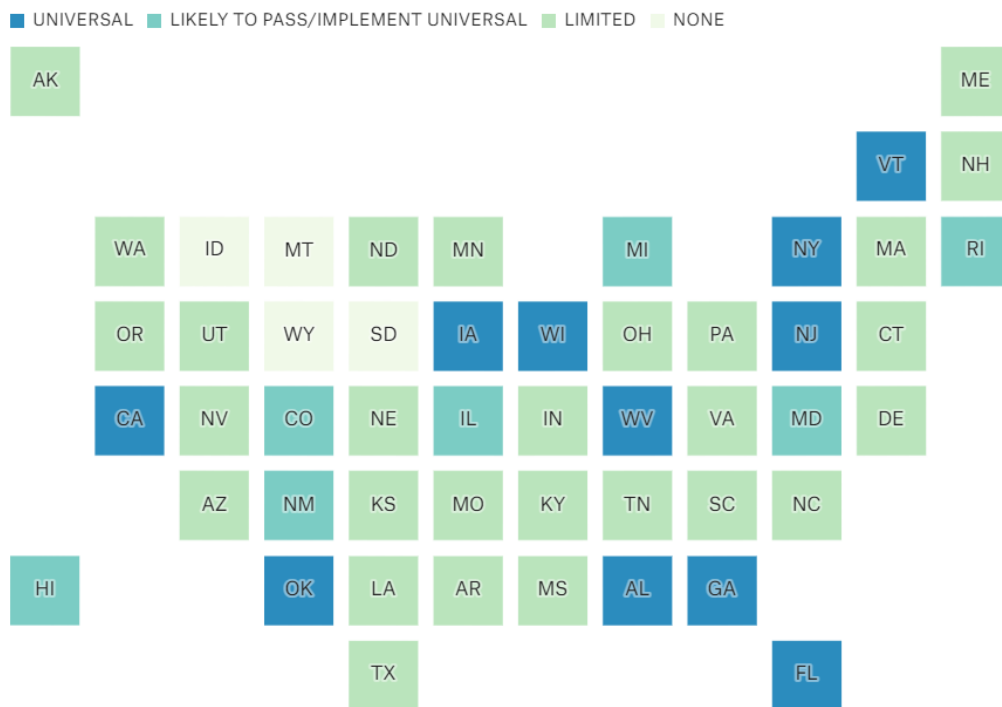 UNIVERSAL LIKELY TO PASS/IMPLEMENT UNIVERSAL LIMITED NONE
AK ME
VT NH
WA ID MT ND MN MI NY MA RI
OR UT WY SD IA WI OH PA NJ CT
CA NV CO NE IL IN WV VA MD DE
AZ NM KS MO KY TN SC NC
HI OK LA AR MS AL GA
TX FL